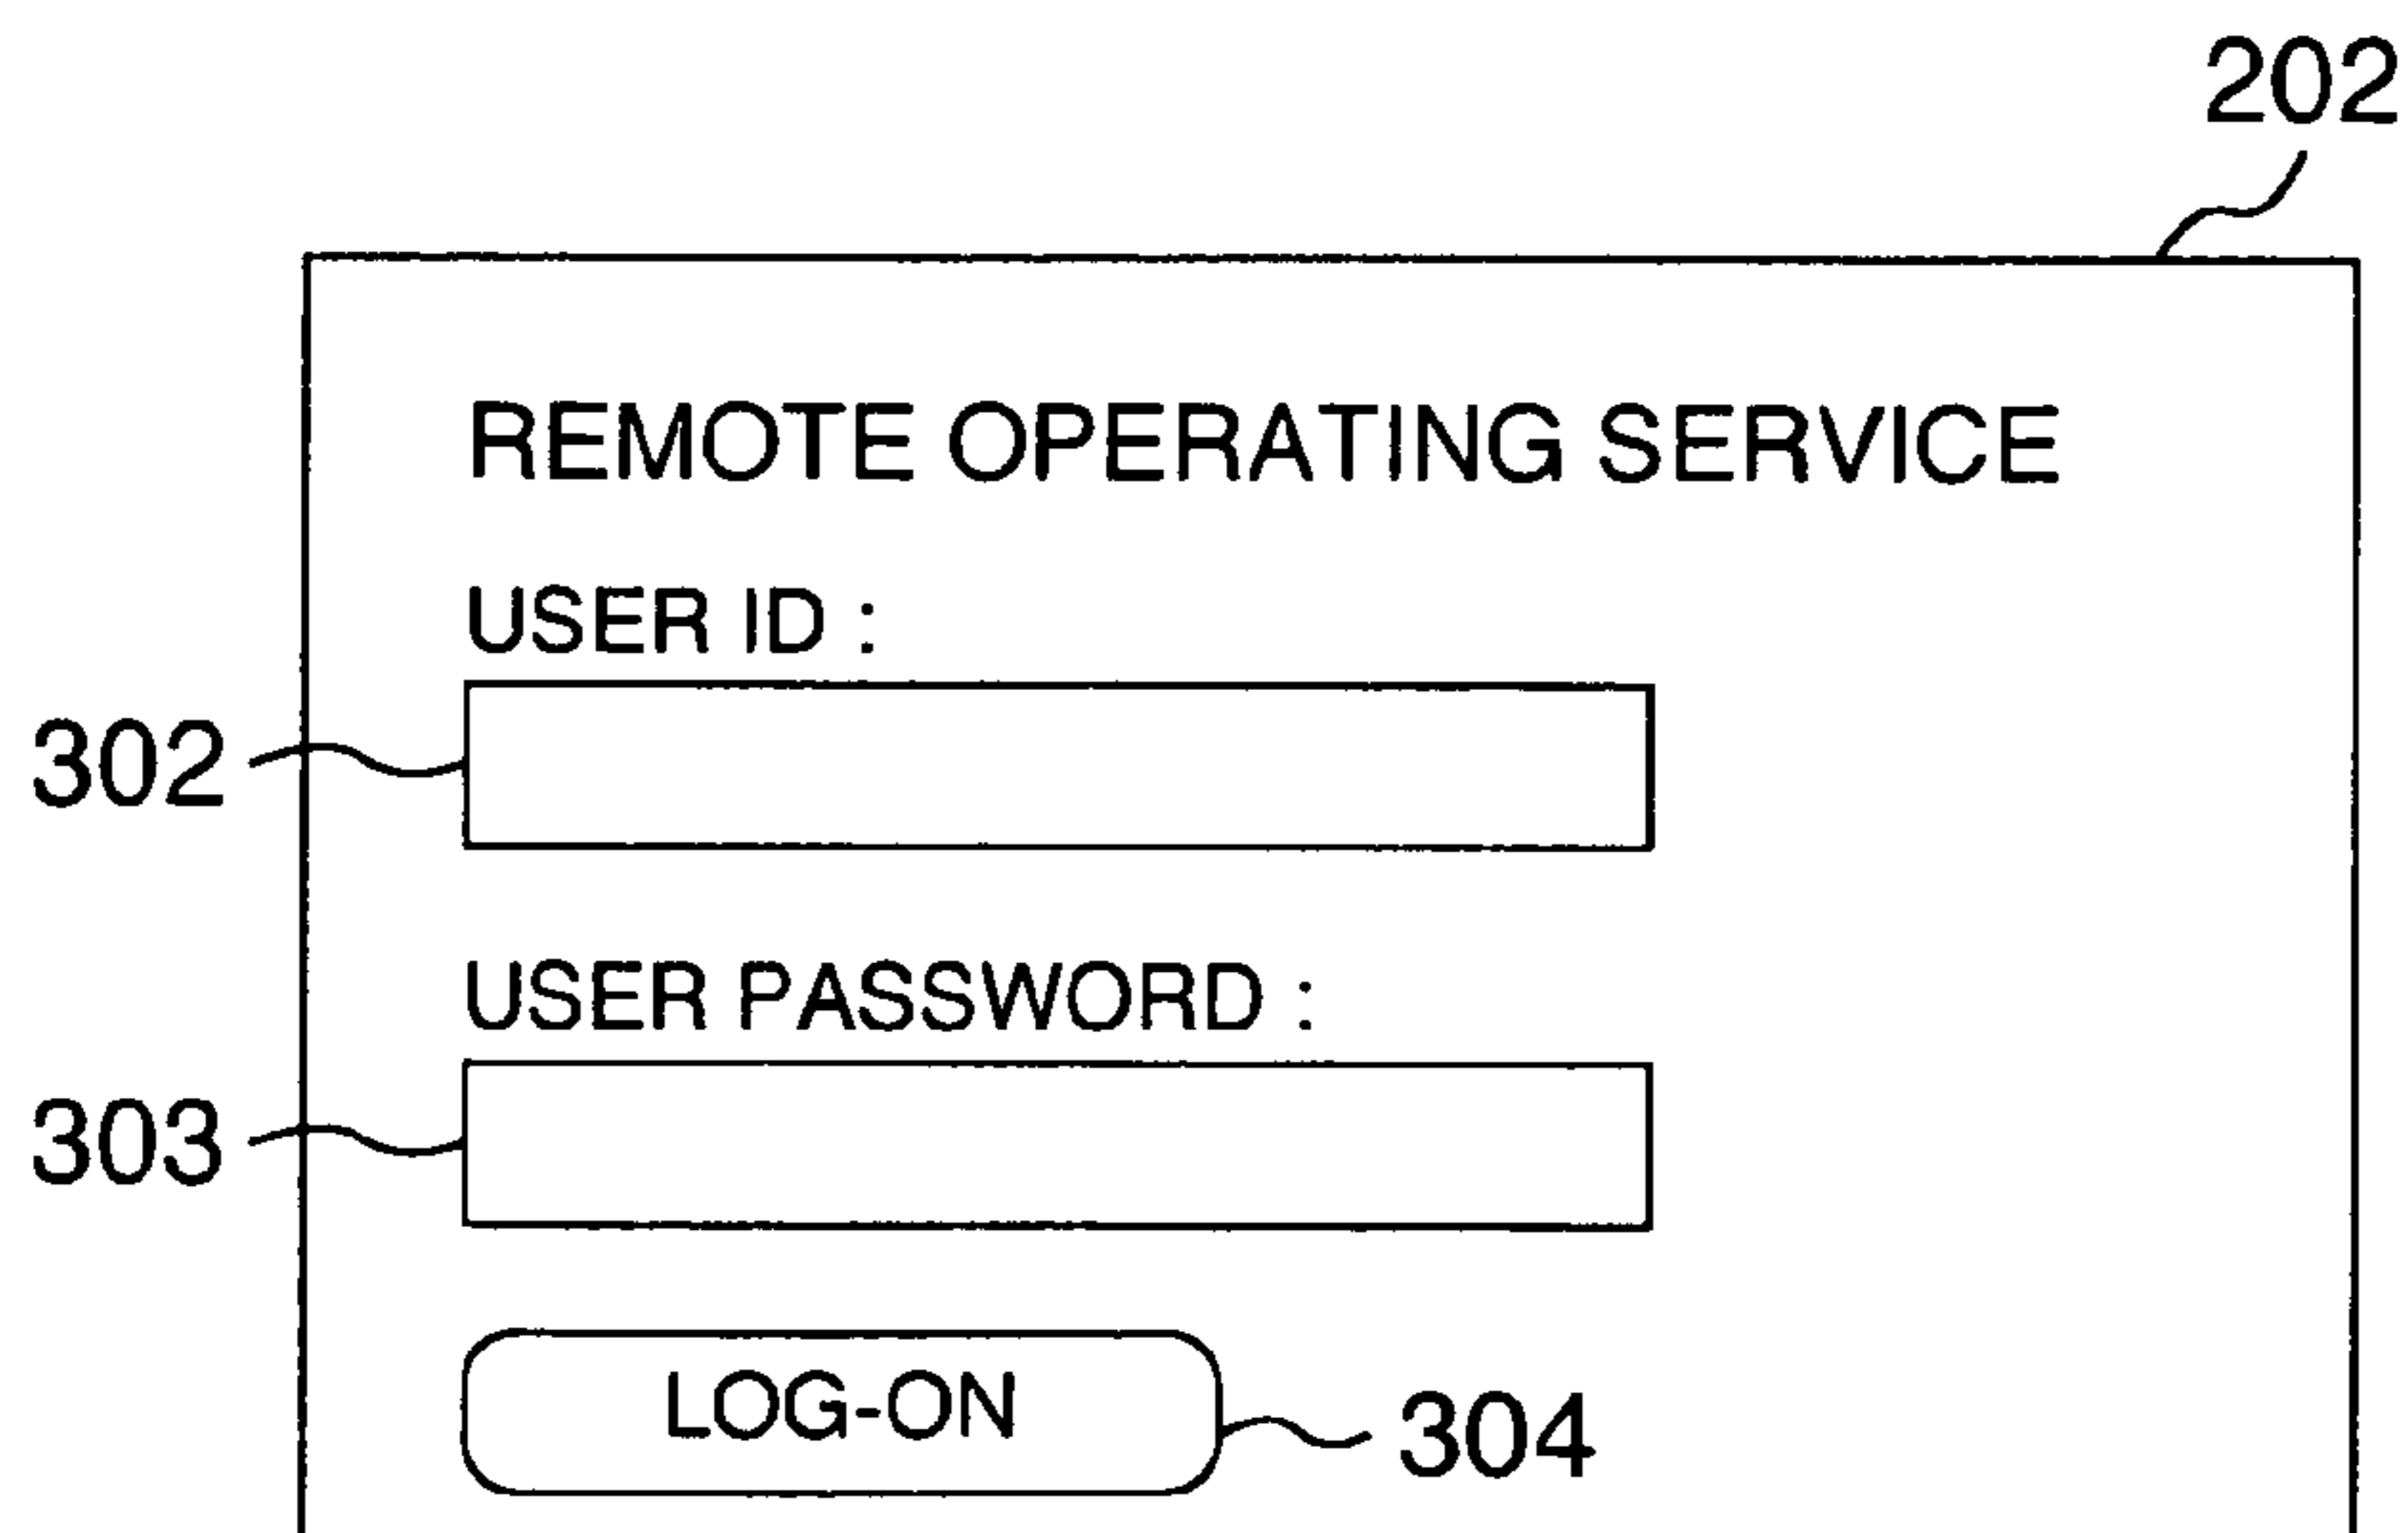 202
REMOTE OPERATING SERVICE
USER ID :
302
USER PASSWORD :
303
LOG-ON
304